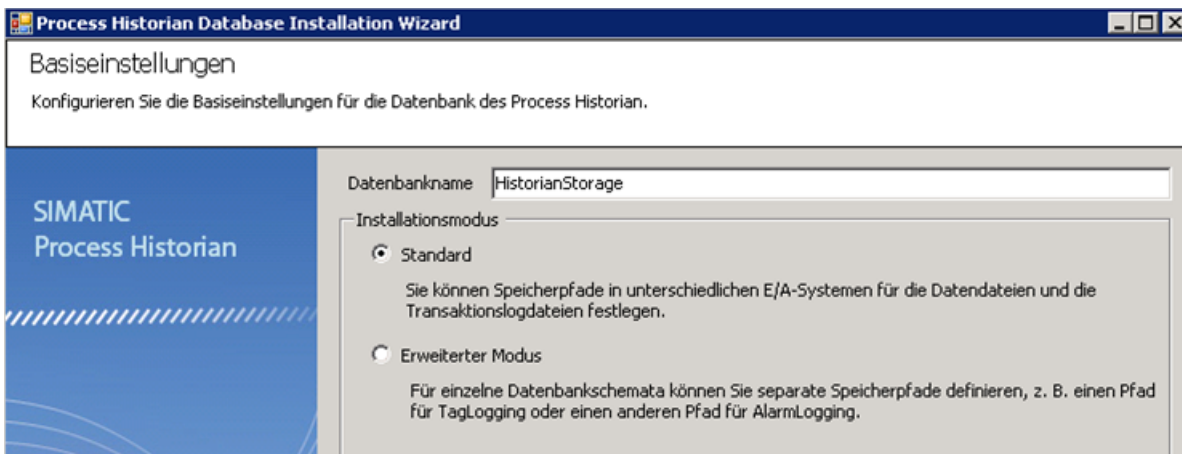 Process Historian Database Installation Wizard
Basiseinstellungen
Konfigurieren Sie die Basiseinstellungen für die Datenbank des Process Historian.
SIMATIC
Process Historian
Datenbankname HistorianStorage
Installationsmodus
Standard
Sie können Speicherpfade in unterschiedlichen E/A-Systemen für die Datendateien und die
Transaktionslogdateien festlegen.
Erweiterter Modus
Für einzelne Datenbankschemata können Sie separate Speicherpfade definieren, z. B. einen Pfad
für TagLogging oder einen anderen Pfad für AlarmLogging.